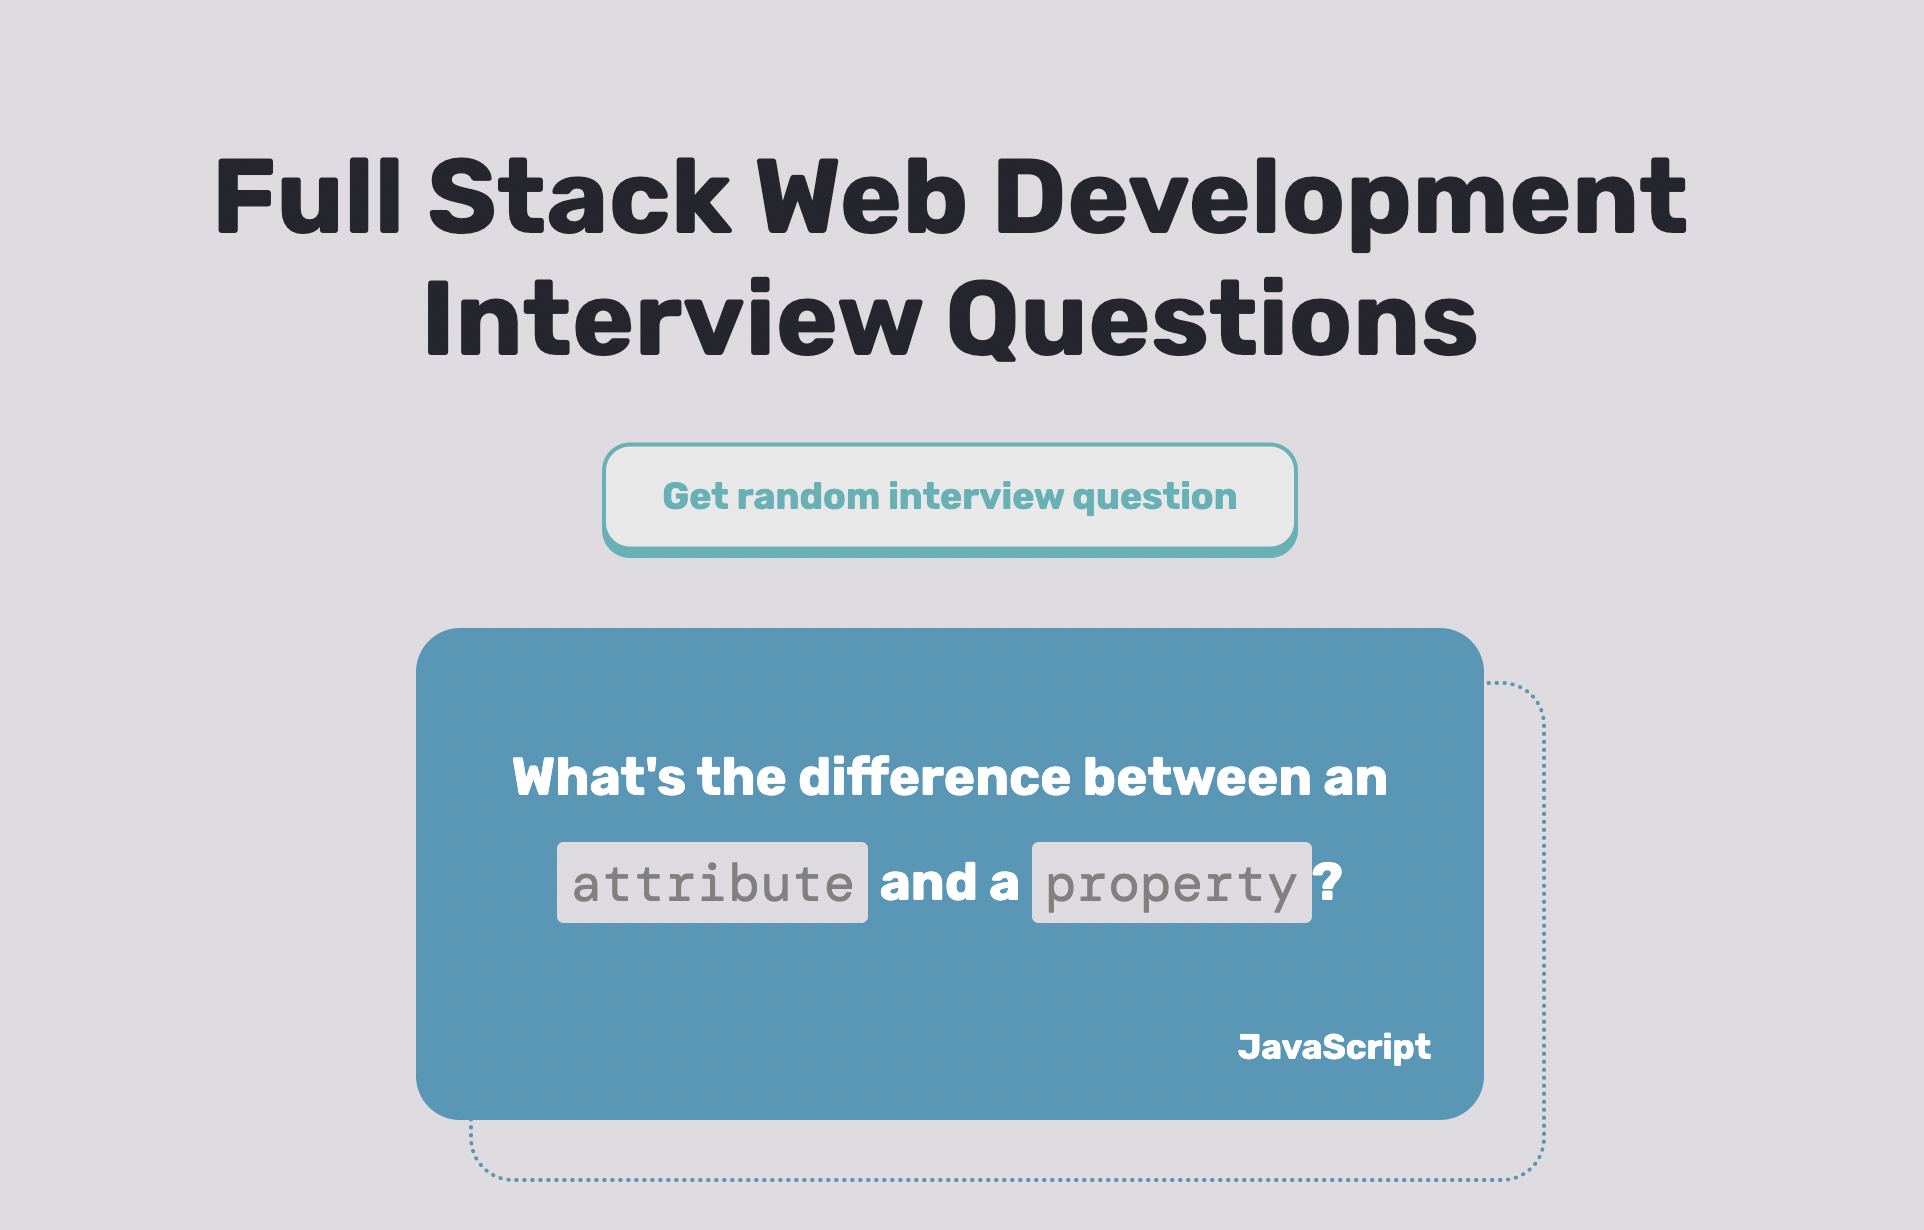 Full Stack Web Development
Interview Questions
Get random interview question
What's the difference between an
attribute and a property?
JavaScript